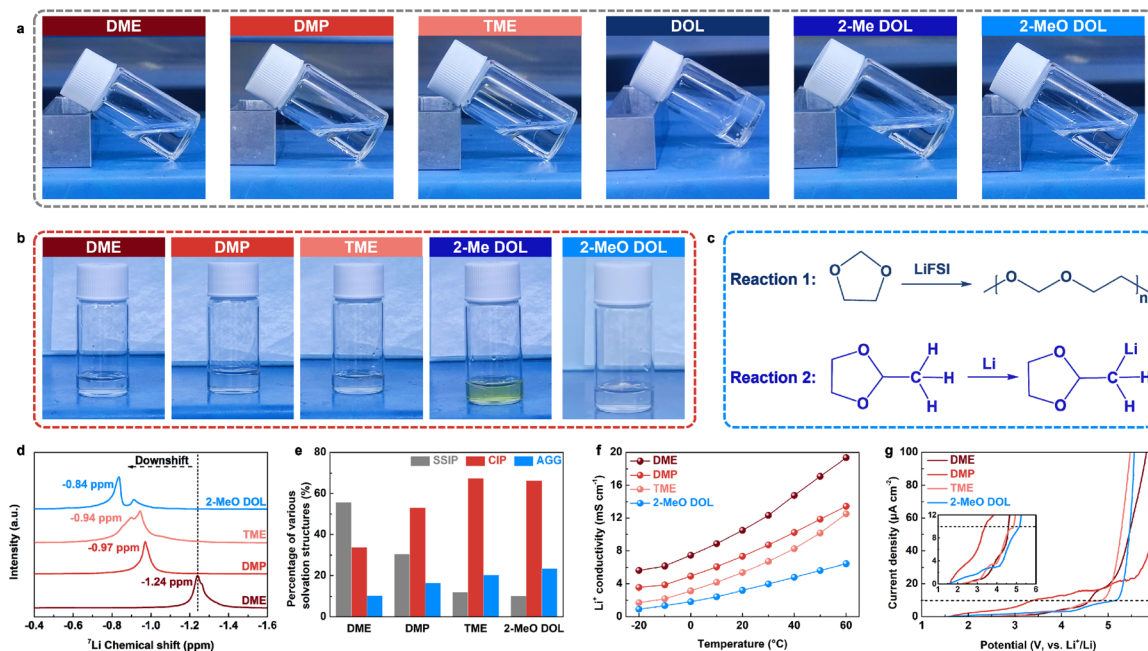 a
DME
DMP
TME
DOL
2-Me DOL
2-MeO DOL
b
DME
DMP
TME
2-Me DOL
2-MeO DOL
c
Reaction 1:
O
O
LiFSI
O
O
n
Reaction 2:
O
O
C
H
H
H
Li
O
O
C
Li
H
H
d
Downshift
-0.84 ppm
2-MeO DOL
-0.94 ppm
TME
-0.97 ppm
DMP
-1.24 ppm
DME
Intensity (a.u.)
-0.4 -0.6 -0.8 -1.0 -1.2 -1.4 -1.6
⁷Li Chemical shift (ppm)
e
SSIP CIP AGG
Percentage of various
solvation structures (%)
80
60
40
20
0
DME DMP TME 2-MeO DOL
f
DME
DMP
TME
2-MeO DOL
Li⁺ conductivity (mS cm⁻¹)
20
16
12
8
4
0
-20 -10 0 10 20 30 40 50 60
Temperature (°C)
g
DME
DMP
TME
2-MeO DOL
Current density (μA cm⁻²)
100
80
60
40
20
0
12
8
4
0
1 2 3 4 5 6
1 2 3 4 5
Potential (V, vs. Li⁺/Li)